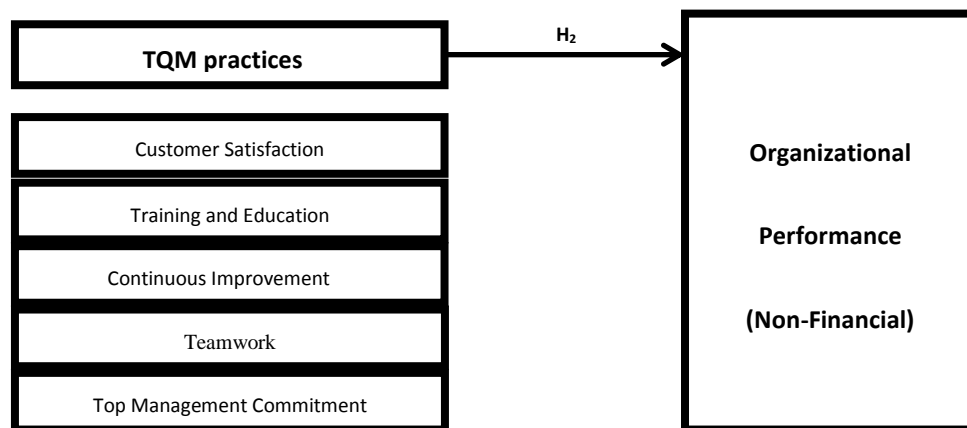 H₂
TQM practices
Customer Satisfaction
Training and Education
Continuous Improvement
Teamwork
Top Management Commitment
Organizational
Performance
(Non-Financial)